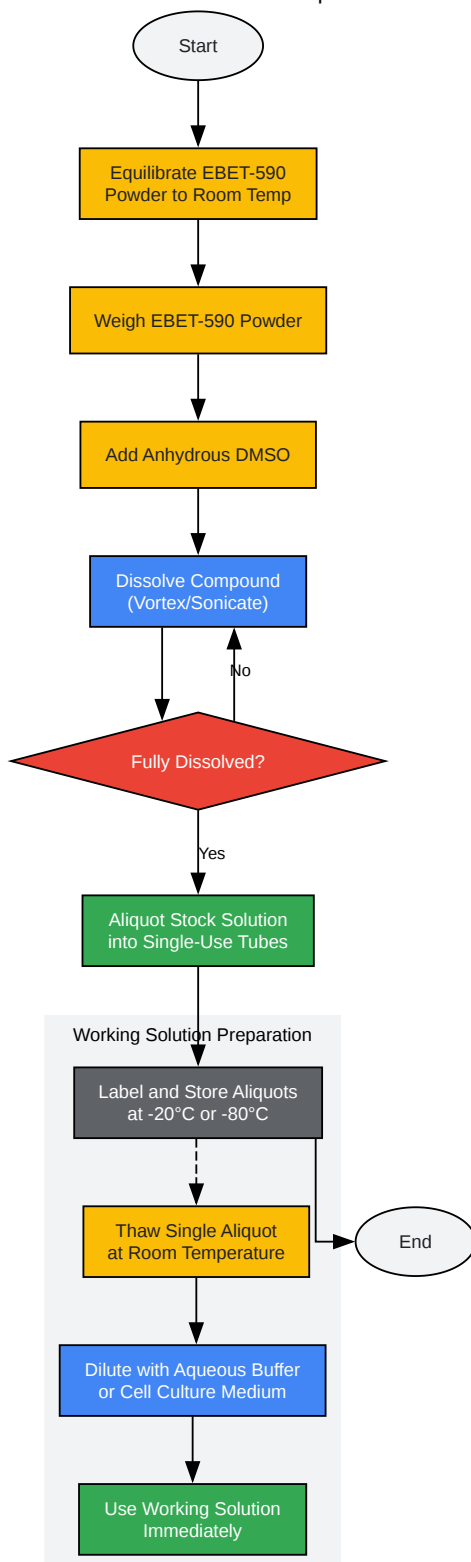 Start
Equilibrate EBET-590
Powder to Room Temp
Weigh EBET-590 Powder
Add Anhydrous DMSO
Dissolve Compound
(Vortex/Sonicate)
No
Fully Dissolved?
Yes
Aliquot Stock Solution
into Single-Use Tubes
Working Solution Preparation
Label and Store Aliquots
at -20°C or -80°C
Thaw Single Aliquot
at Room Temperature
End
Dilute with Aqueous Buffer
or Cell Culture Medium
Use Working Solution
Immediately